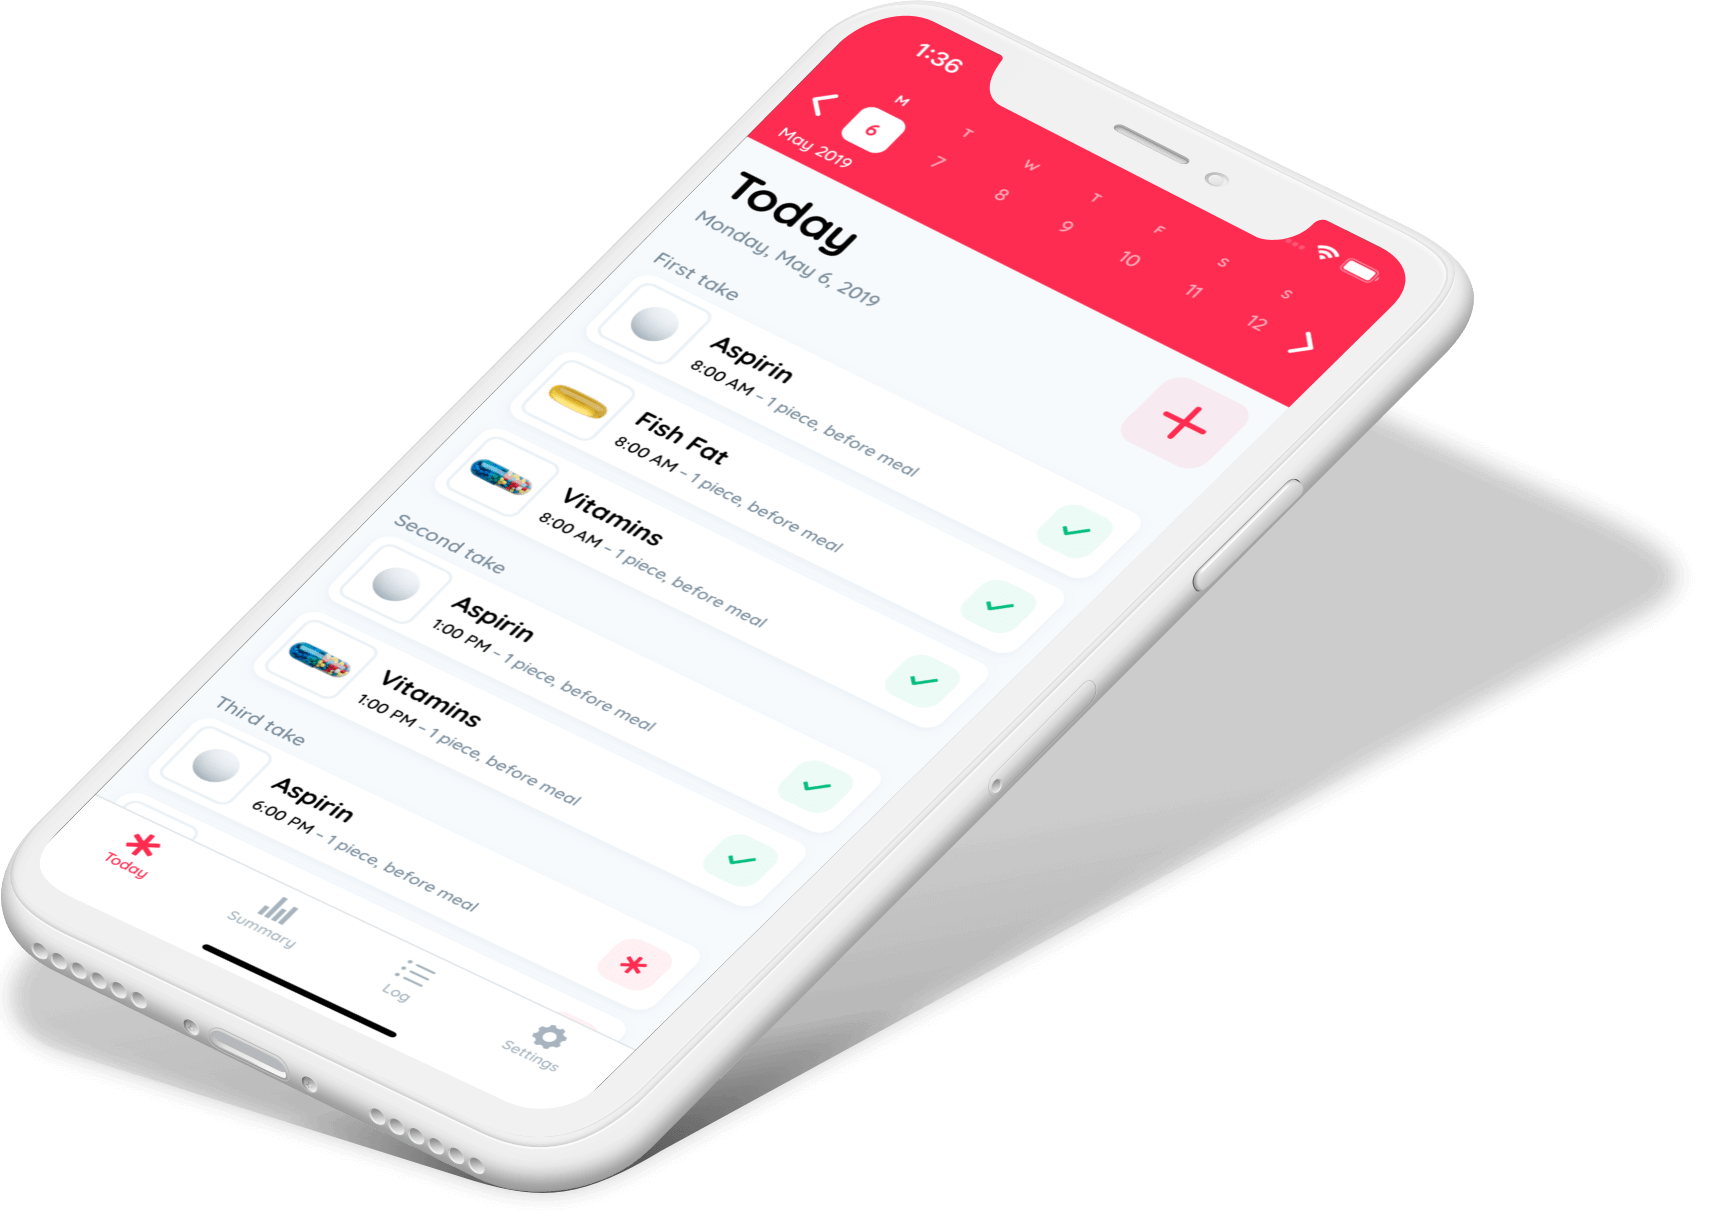 1:36
M T W T F S S
6 7 8 9 10 11 12
May 2019
Today
Monday, May 6, 2019
First take
Aspirin
8:00 AM – 1 piece, before meal
Fish Fat
8:00 AM – 1 piece, before meal
Vitamins
8:00 AM – 1 piece, before meal
Second take
Aspirin
1:00 PM – 1 piece, before meal
Vitamins
1:00 PM – 1 piece, before meal
Third take
Aspirin
6:00 PM – 1 piece, before meal
Today
Summary
Log
Settings